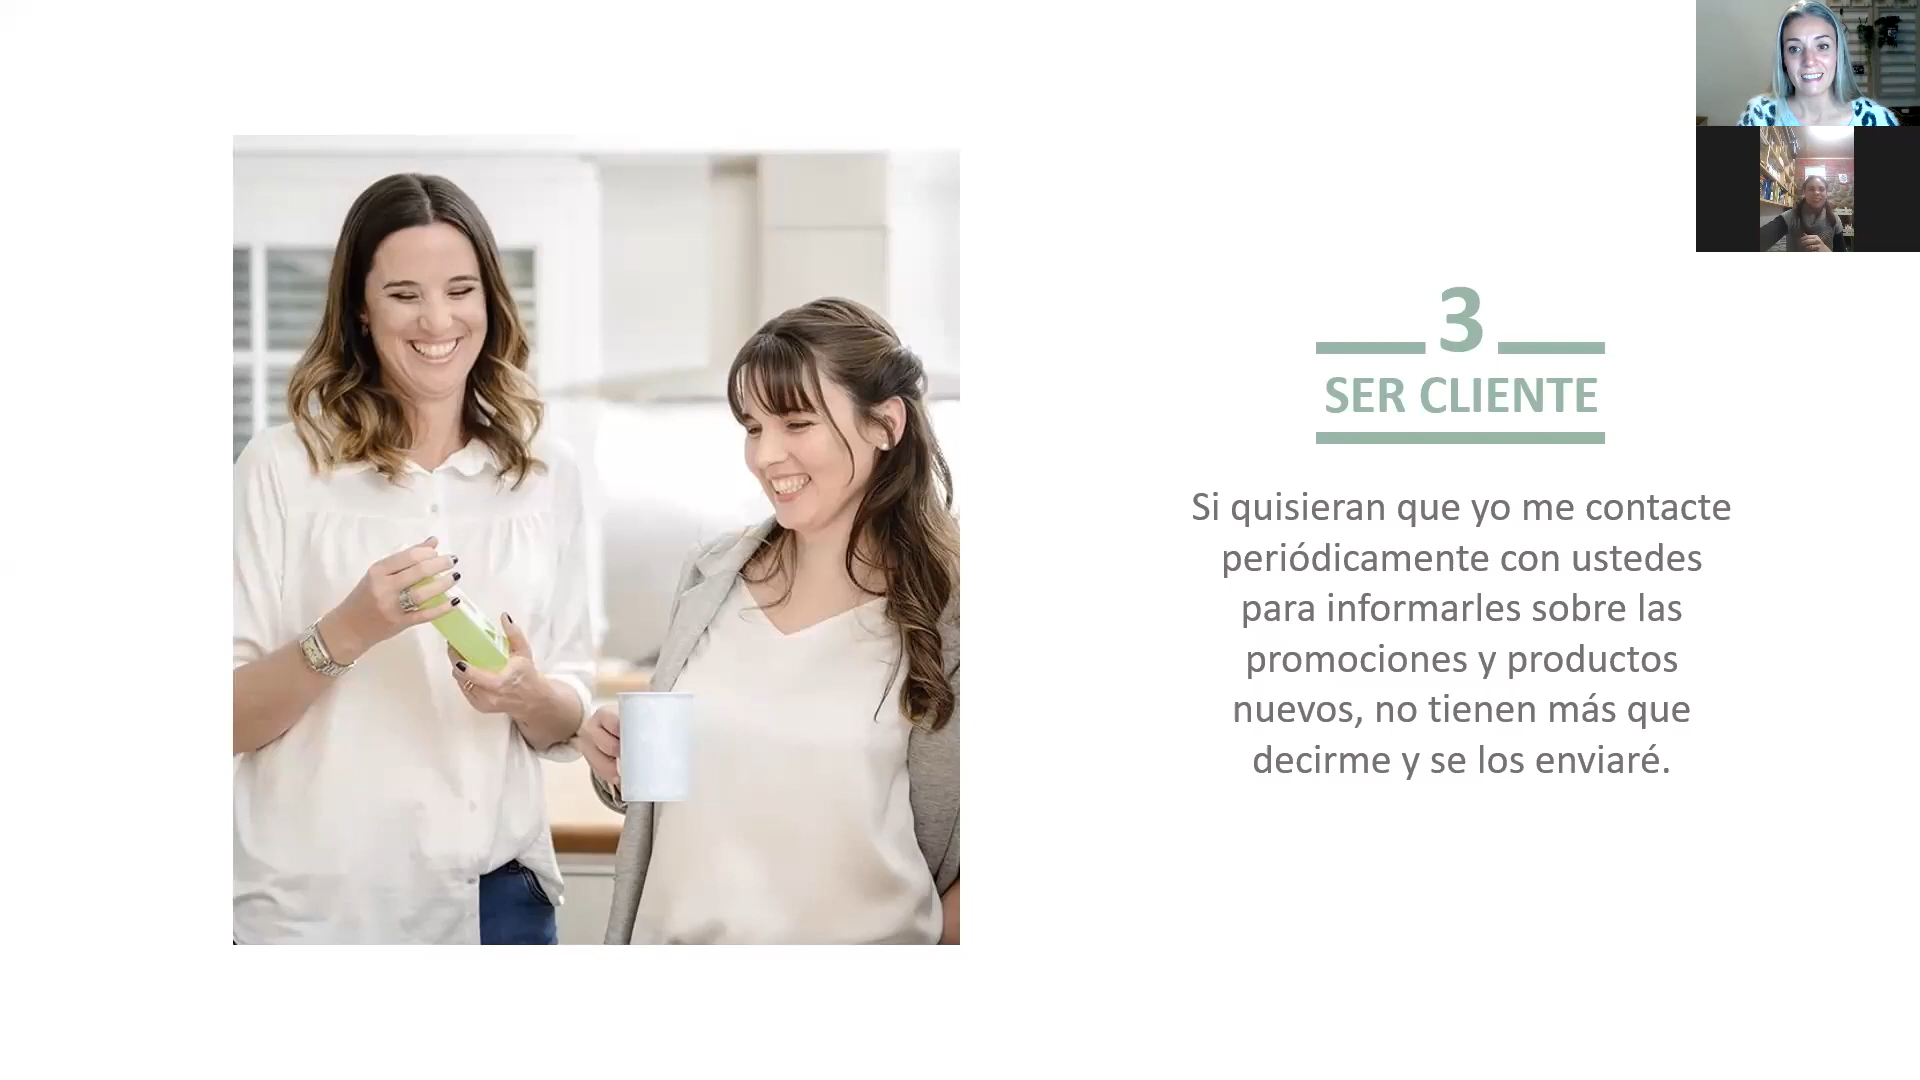 3
SER CLIENTE
Si quisieran que yo me contacte
periódicamente con ustedes
para informarles sobre las
promociones y productos
nuevos, no tienen más que
decirme y se los enviaré.